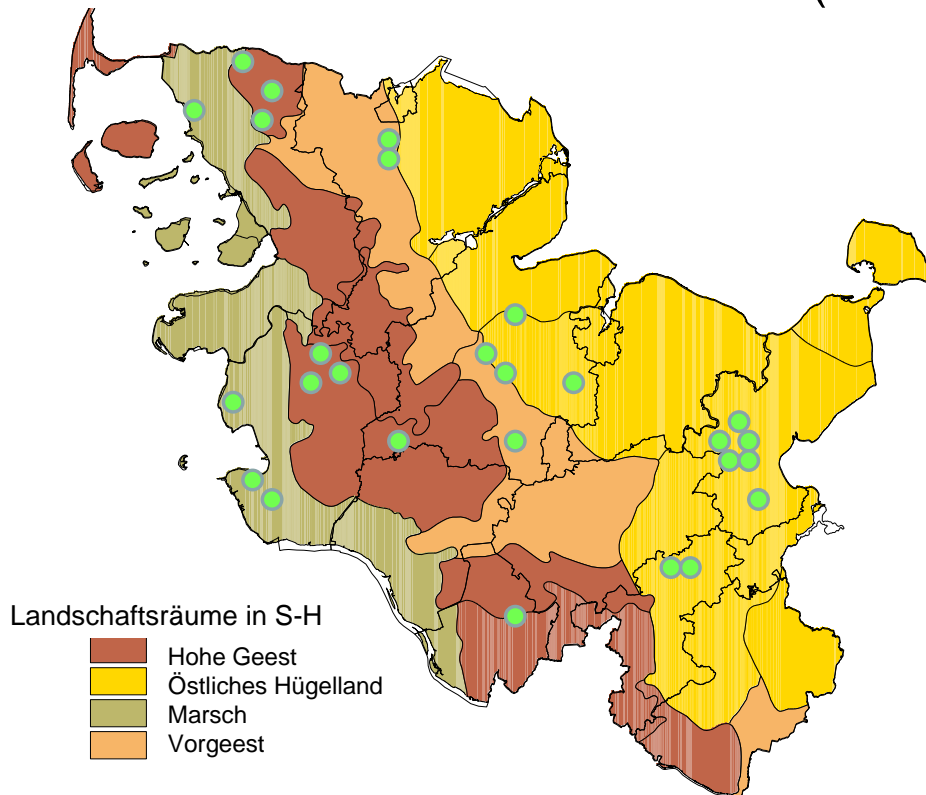 (
Landschaftsräume in S-H
Hohe Geest
Östliches Hügelland
Marsch
Vorgeest